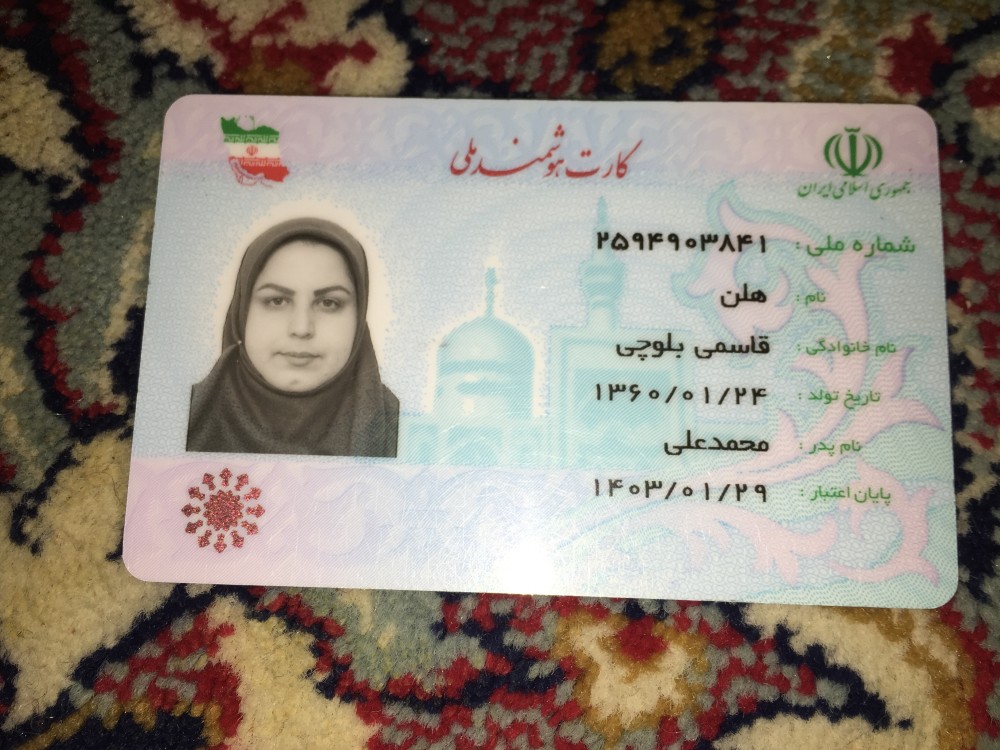 کارت هوشمند ملی
جمهوری اسلامی ایران
شماره ملی : ۲۵۹۴۹۰۳۸۴۱
نام : هلن
نام خانوادگی : قاسمی بلوچی
تاریخ تولد : ۱۳۶۰/۰۱/۲۴
نام پدر : محمدعلی
پایان اعتبار : ۱۴۰۳/۰۱/۲۹